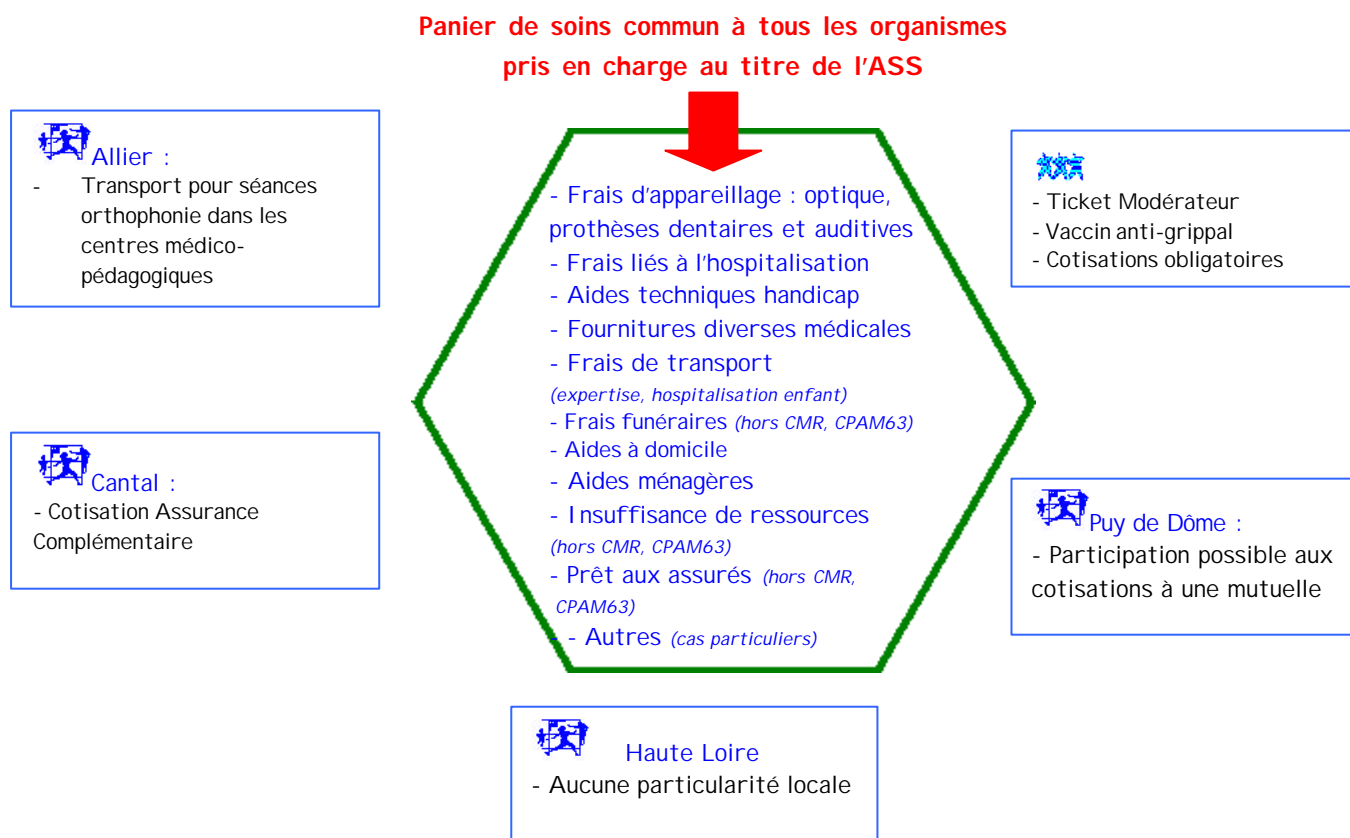 Panier de soins commun à tous les organismes
pris en charge au titre de l'ASS
Allier :
- Transport pour séances
orthophonie dans les
centres médico-
pédagogiques
- Ticket Modérateur
- Vaccin anti-grippal
- Cotisations obligatoires
- Frais d'appareillage : optique,
prothèses dentaires et auditives
- Frais liés à l'hospitalisation
- Aides techniques handicap
- Fournitures diverses médicales
- Frais de transport
(expertise, hospitalisation enfant)
- Frais funéraires (hors CMR, CPAM63)
- Aides à domicile
- Aides ménagères
- Insuffisance de ressources
(hors CMR, CPAM63)
- Prêt aux assurés (hors CMR,
CPAM63)
- - Autres (cas particuliers)
Cantal :
- Cotisation Assurance
Complémentaire
Puy de Dôme :
- Participation possible aux
cotisations à une mutuelle
Haute Loire
- Aucune particularité locale